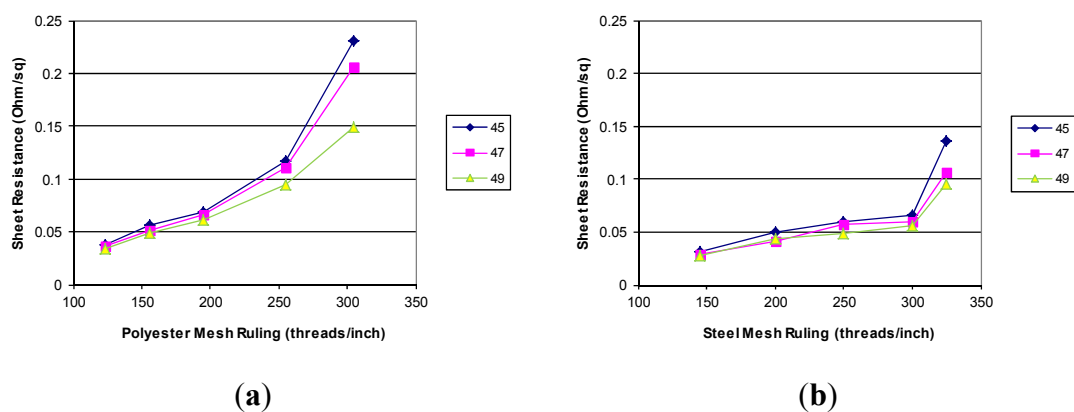 Sheet Resistance (Ohm/sq)
0.25
0.2
0.15
0.1
0.05
0
100 150 200 250 300 350
Polyester Mesh Ruling (threads/inch)
45
47
49
(a)
Sheet Resistance (Ohm/sq)
0.25
0.2
0.15
0.1
0.05
0
100 150 200 250 300 350
Steel Mesh Ruling (threads/inch)
45
47
49
(b)